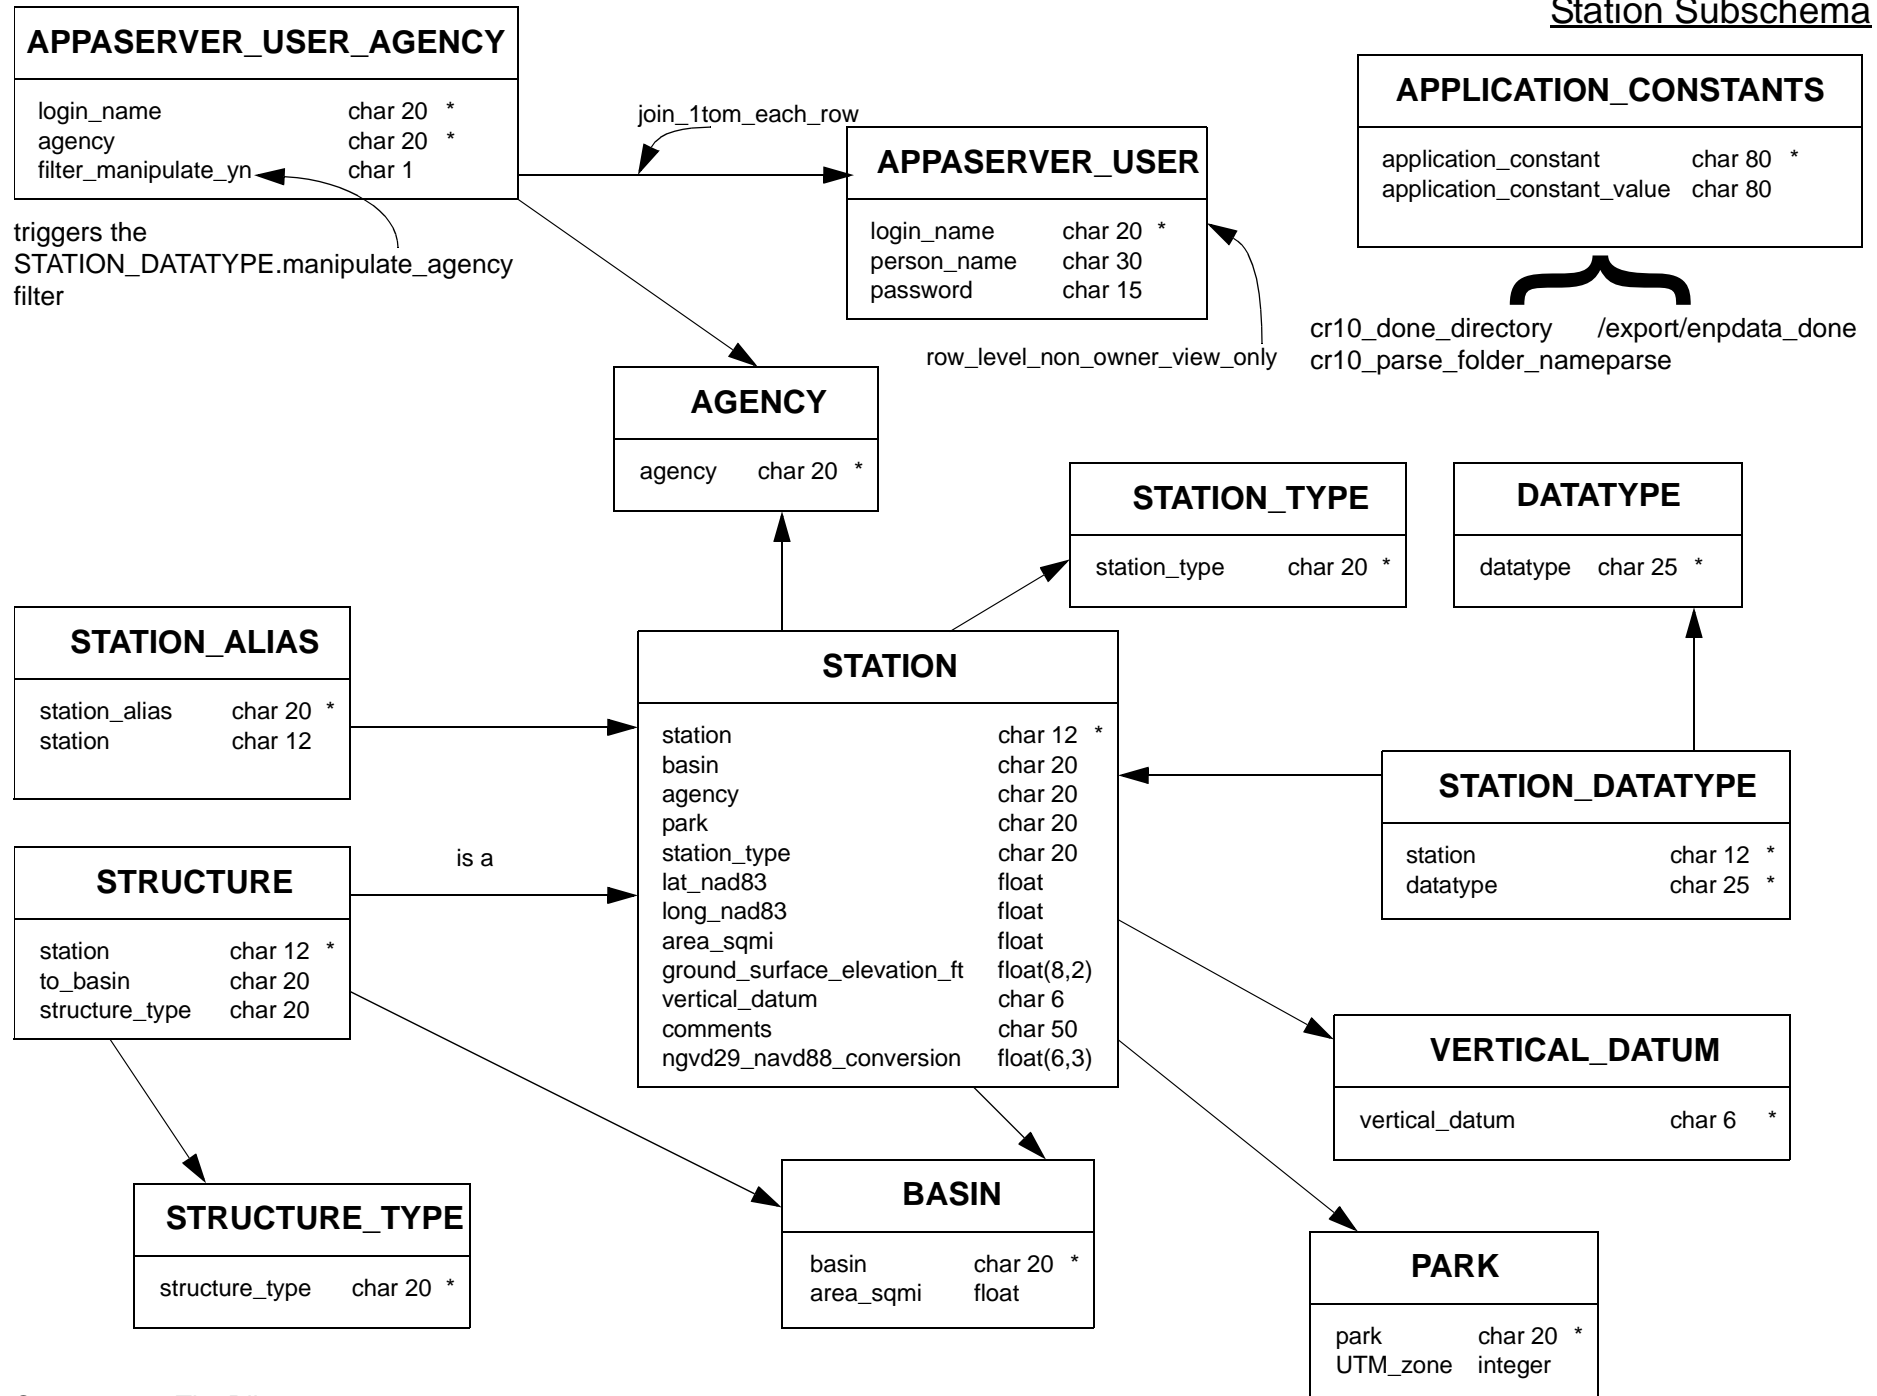 Station Subschema
APPASERVER_USER_AGENCY
login_name char 20 *
agency char 20 *
filter_manipulate_yn char 1
triggers the
STATION_DATATYPE.manipulate_agency
filter
join_1tom_each_row
APPASERVER_USER
login_name char 20 *
person_name char 30
password char 15
row_level_non_owner_view_only
APPLICATION_CONSTANTS
application_constant char 80 *
application_constant_value char 80
cr10_done_directory /export/enpdata_done
cr10_parse_folder_nameparse
AGENCY
agency char 20 *
STATION_TYPE
station_type char 20 *
DATATYPE
datatype char 25 *
STATION_ALIAS
station_alias char 20 *
station char 12
STATION
station char 12 *
basin char 20
agency char 20
park char 20
station_type char 20
lat_nad83 float
long_nad83 float
area_sqmi float
ground_surface_elevation_ft float(8,2)
vertical_datum char 6
comments char 50
ngvd29_navd88_conversion float(6,3)
STATION_DATATYPE
station char 12 *
datatype char 25 *
is a
STRUCTURE
station char 12 *
to_basin char 20
structure_type char 20
VERTICAL_DATUM
vertical_datum char 6 *
STRUCTURE_TYPE
structure_type char 20 *
BASIN
basin char 20 *
area_sqmi float
PARK
park char 20 *
UTM_zone integer